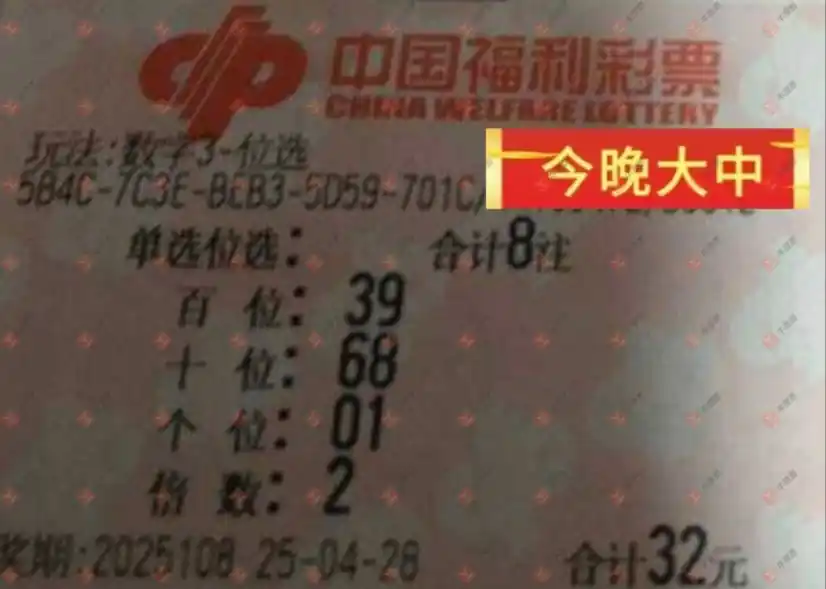 中国福利彩票
CHINA WELFARE LOTTERY
玩法:数字3-位选
5B4C-7C3E-BEB3-5D59-701C/
今晚大中
单选位选: 合计8注
百位: 39
十位: 68
个位: 01
倍数: 2
奖期:2025108 25-04-28 合计32元